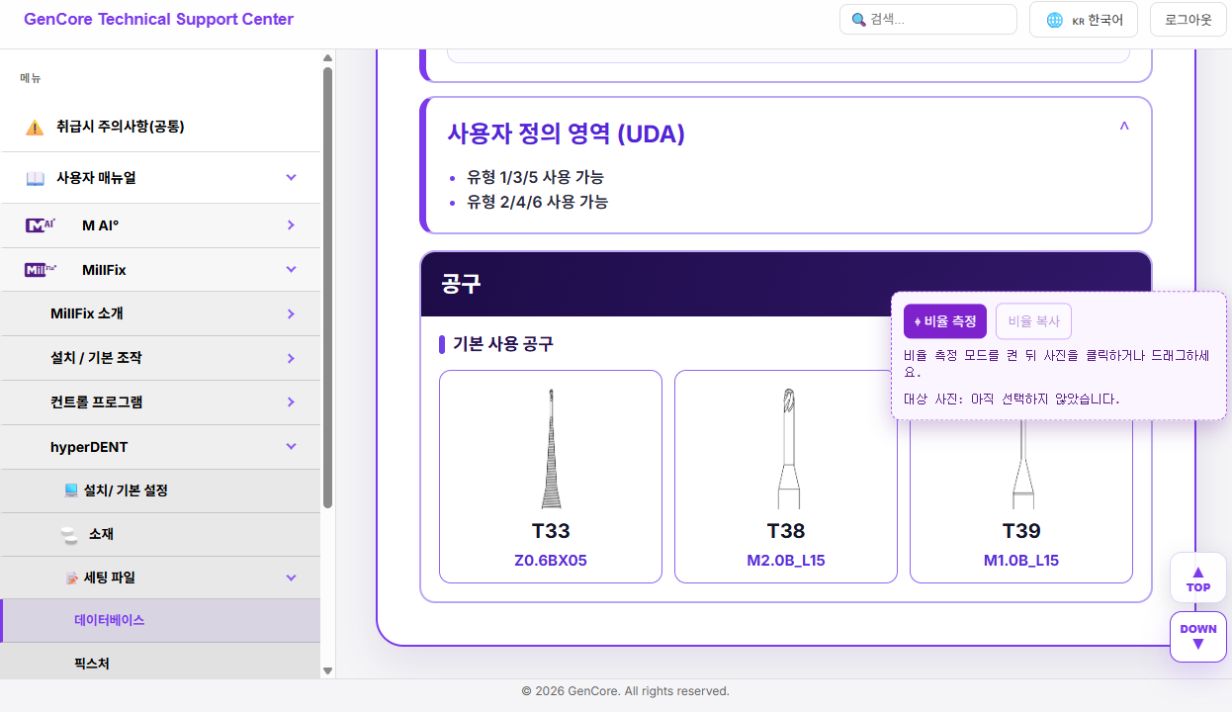 GenCore Technical Support Center
검색...
KR 한국어
로그아웃
메뉴
취급시 주의사항(공통)
사용자 매뉴얼
M AI°
MillFix
MillFix 소개
설치 / 기본 조작
컨트롤 프로그램
hyperDENT
설치/ 기본 설정
소재
세팅 파일
데이터베이스
픽스처
사용자 정의 영역 (UDA)
^
• 유형 1/3/5 사용 가능
• 유형 2/4/6 사용 가능
공구
비율 측정
비율 복사
비율 측정 모드를 켠 뒤 사진을 클릭하거나 드래그하세
요.
대상 사진: 아직 선택하지 않았습니다.
기본 사용 공구
T33
Z0.6BX05
T38
M2.0B_L15
T39
M1.0B_L15
▲
TOP
DOWN
▼
© 2026 GenCore. All rights reserved.